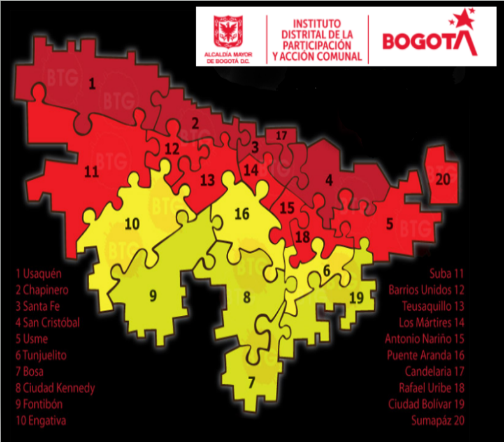 ALCALDÍA MAYOR
DE BOGOTÁ D.C.
INSTITUTO
DISTRITAL DE LA
PARTICIPACIÓN
Y ACCIÓN COMUNAL
BOGOTÁ
BTG
1
BTG
2
17
3
12
BTG
4
11
13
14
20
15
10
16
5
BTG
18
6
9
8
19
7
1 Usaquén
2 Chapinero
3 Santa Fe
4 San Cristóbal
5 Usme
6 Tunjuelito
7 Bosa
8 Ciudad Kennedy
9 Fontibón
10 Engativa
Suba 11
Barrios Unidos 12
Teusaquillo 13
Los Mártires 14
Antonio Nariño 15
Puente Aranda 16
Candelaria 17
Rafael Uribe 18
Ciudad Bolívar 19
Sumapáz 20